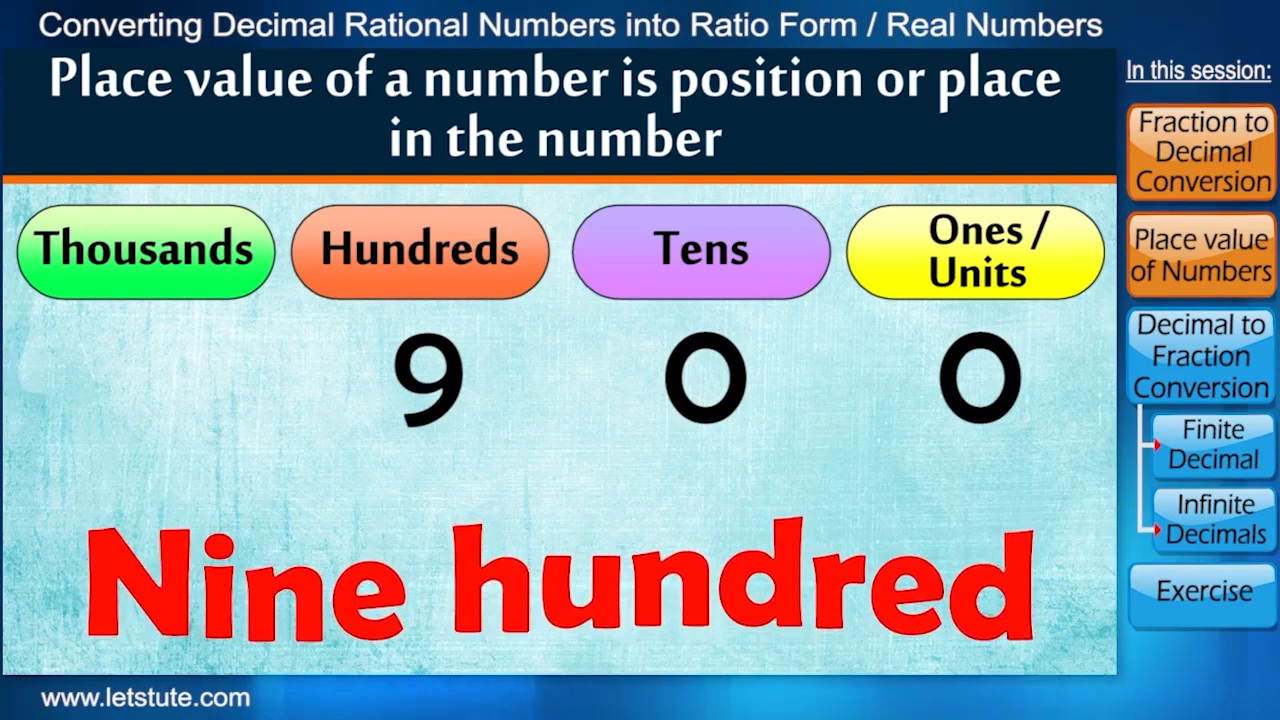 Converting Decimal Rational Numbers into Ratio Form / Real Numbers
Place value of a number is position or place
in the number
In this session:
Thousands
Hundreds
Tens
Ones /
Units
9 0 0
Nine hundred
Fraction to
Decimal
Conversion
Place value
of Numbers
Decimal to
Fraction
Conversion
Finite
Decimal
Infinite
Decimals
Exercise
www.letstute.com